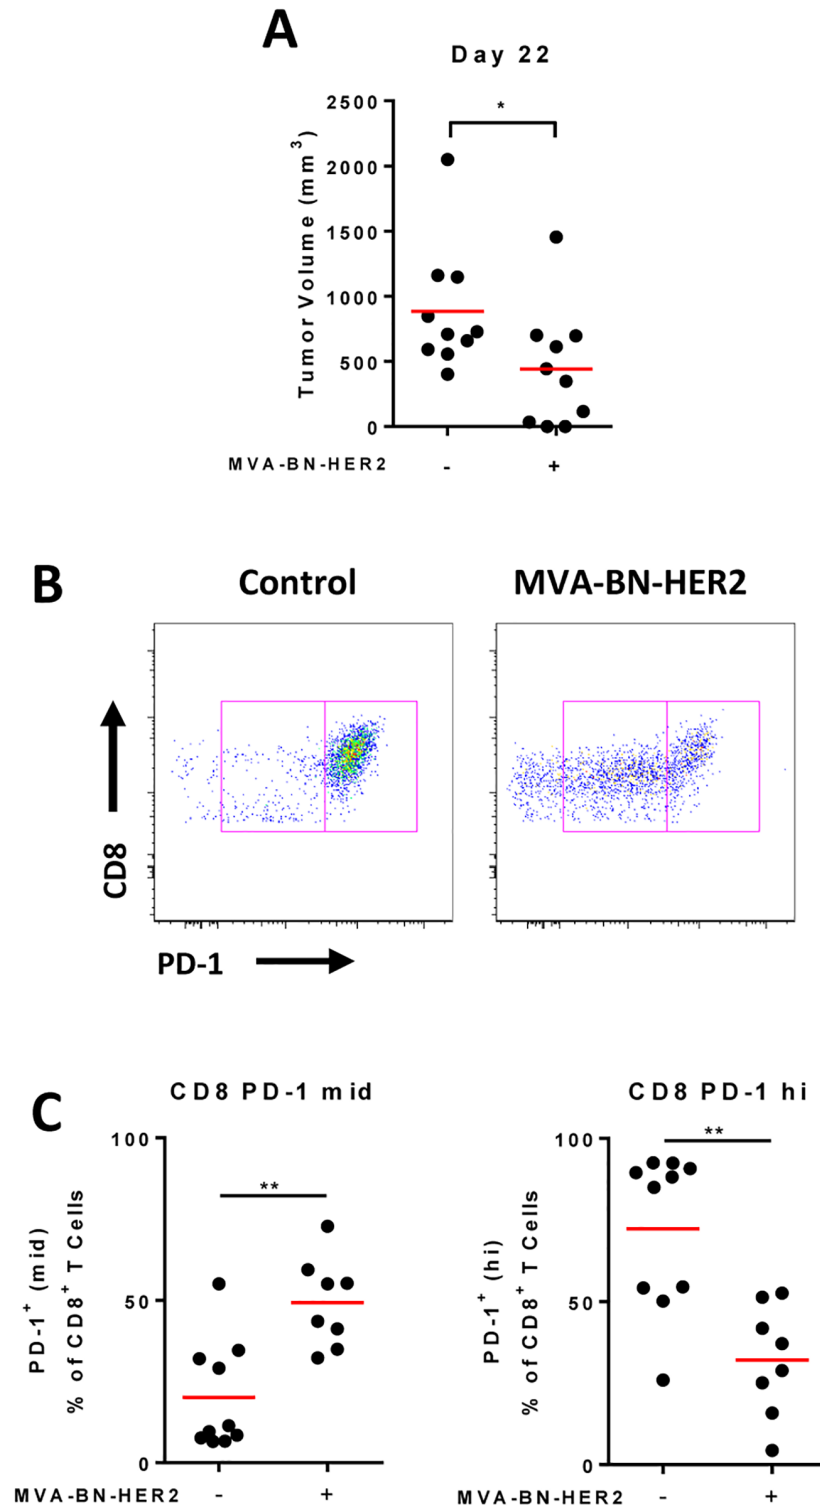 A
Day 22
Tumor Volume (mm³)
2500
2000
1500
1000
500
0
*
MVA-BN-HER2 - +
B
Control MVA-BN-HER2
CD8
PD-1
C
CD8 PD-1 mid
PD-1⁺ (mid)
% of CD8⁺ T Cells
100
50
0
**
MVA-BN-HER2 - +
CD8 PD-1 hi
PD-1⁺ (hi)
% of CD8⁺ T Cells
100
50
0
**
MVA-BN-HER2 - +